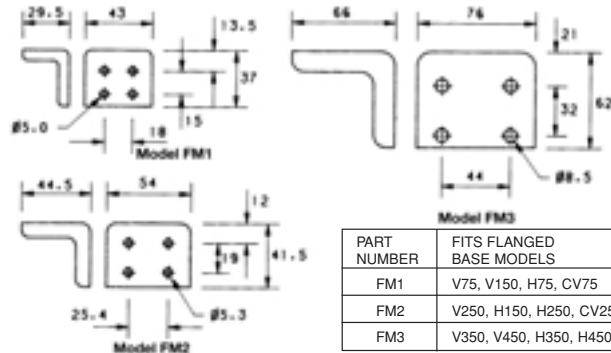 29.5
43
13.5
37
Ø5.0
18
15
Model FM1
66
76
21
62
32
44
Ø8.5
Model FM3
44.5
54
12
41.5
19
25.4
Ø5.3
Model FM2
PART NUMBER
FITS FLANGED BASE MODELS
FM1
V75, V150, H75, CV75
FM2
V250, H150, H250, CV25
FM3
V350, V450, H350, H450